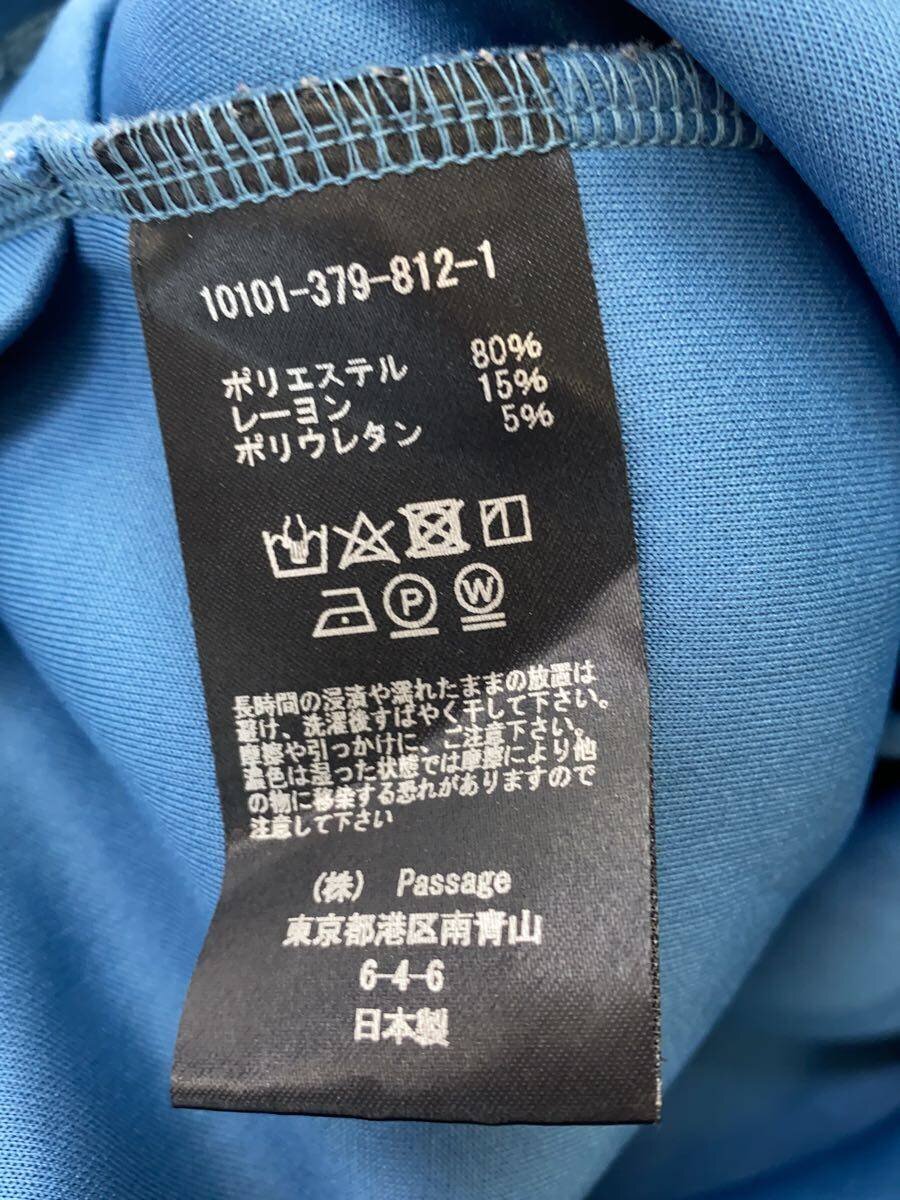 10101-379-812-1
ポリエステル 80%
レーヨン 15%
ポリウレタン 5%
P W
長時間の浸漬や濡れたままの放置は
避け、洗濯後すばやく干して下さい。
摩擦や引っかけに、ご注意下さい。
濃色は湿った状態では摩擦により他
の物に移染する恐れがありますので
注意して下さい
(株) Passage
東京都港区南青山
6-4-6
日本製